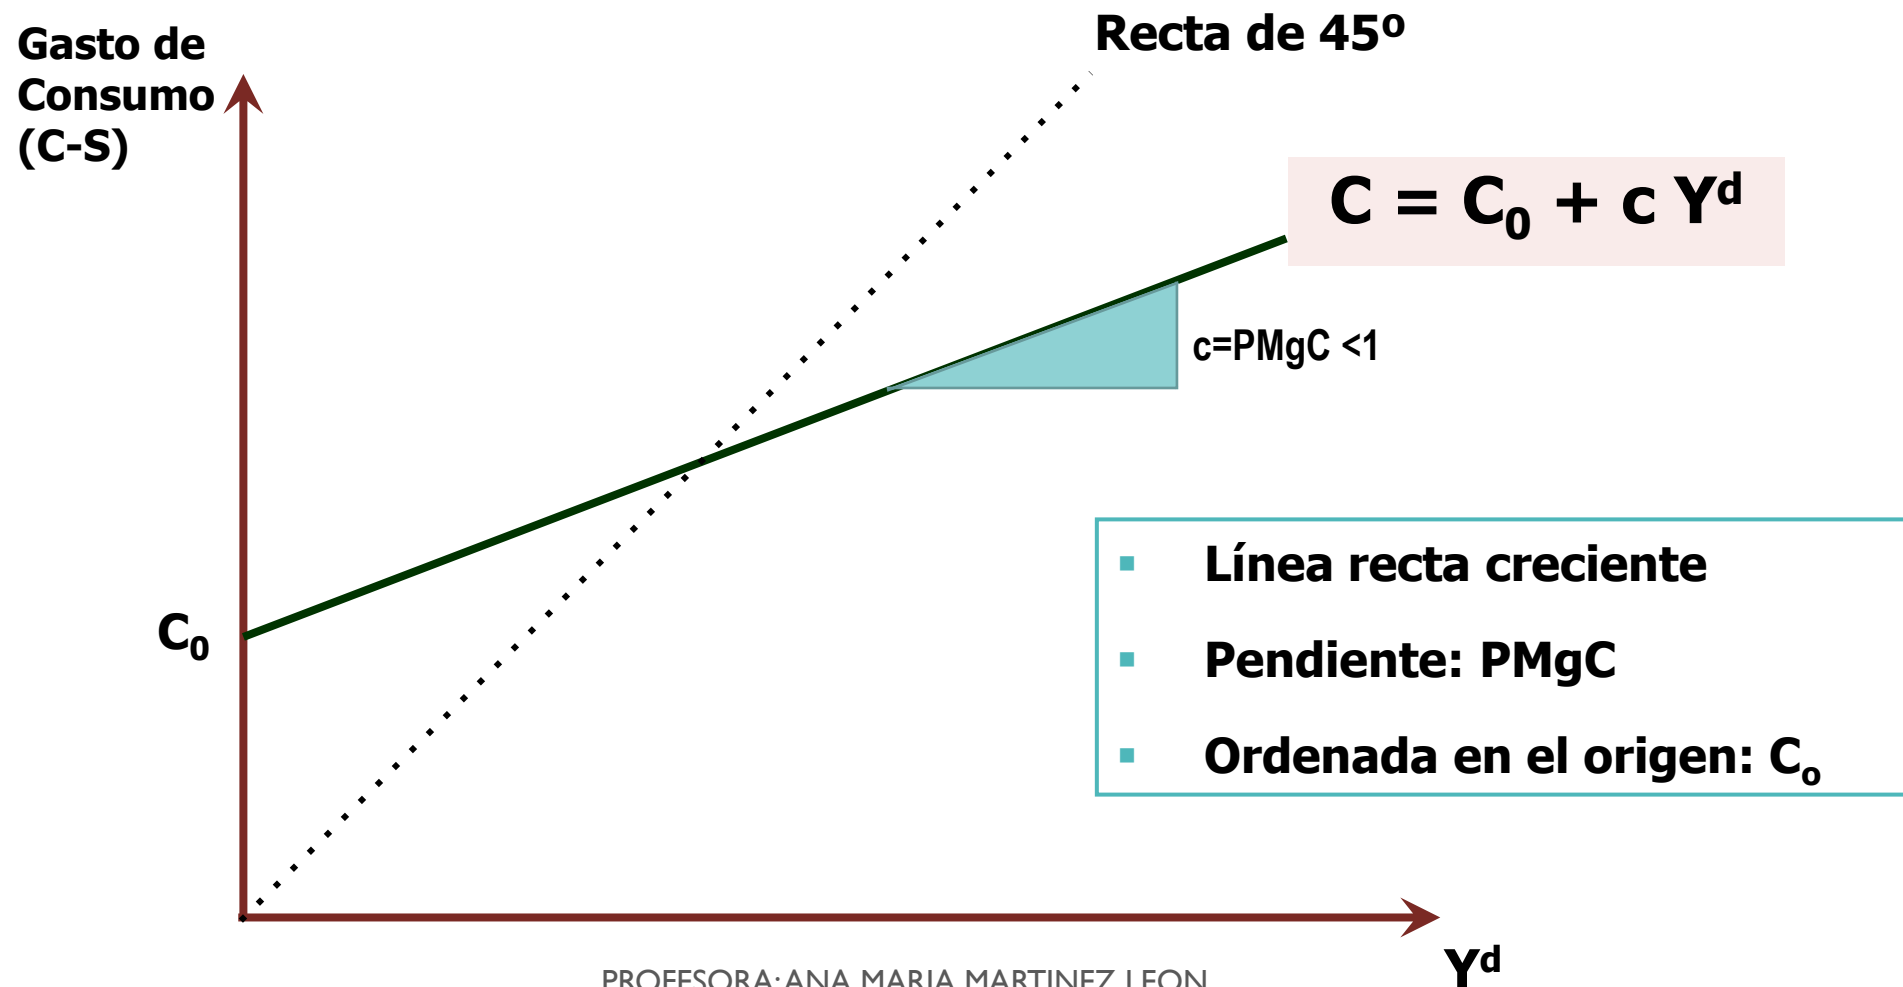 Gasto de
Consumo
(C-S)
Recta de 45º
C = C₀ + c Yᵈ
c=PMgC <1
C₀
Línea recta creciente
Pendiente: PMgC
Ordenada en el origen: Cₒ
Yᵈ
PROFESORA: ANA MARIA MARTINEZ LEON